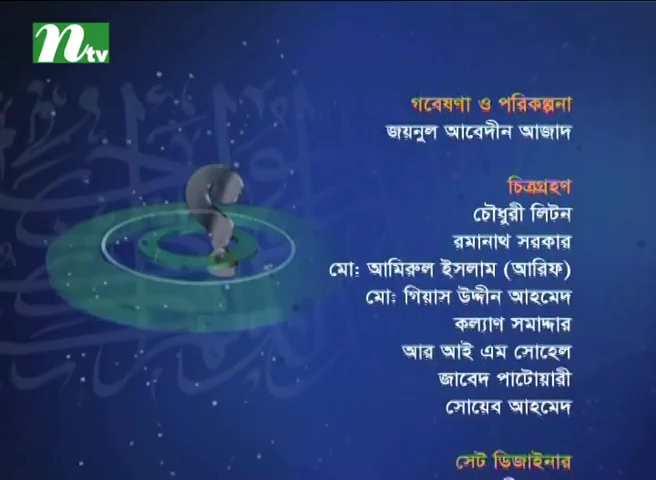 ntv
গবেষণা ও পরিকল্পনা
জয়নুল আবেদীন আজাদ
চিত্রগ্রহণ
চৌধুরী লিটন
রমানাথ সরকার
মো: আমিরুল ইসলাম (আরিফ)
মো: গিয়াস উদ্দীন আহমেদ
কল্যাণ সমাদ্দার
আর আই এম সোহেল
জাবেদ পাটোয়ারী
সোয়েব আহমেদ
সেট ডিজাইনার